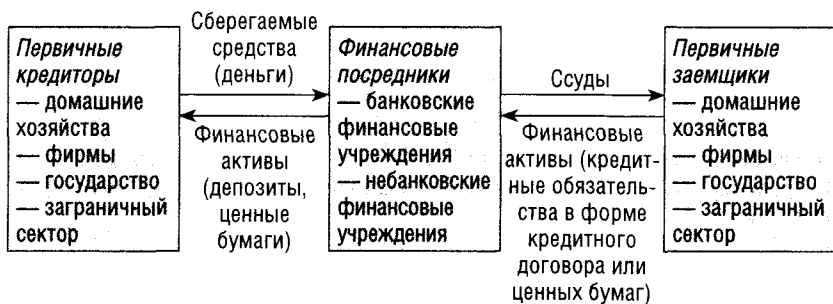 Первичные
кредиторы
— домашние
хозяйства
— фирмы
— государство
— заграничный
сектор
Сберегаемые
средства
(деньги)
Финансовые
активы
(депозиты,
ценные
бумаги)
Финансовые
посредники
— банковские
финансовые
учреждения
— небанковские
финансовые
учреждения
Ссуды
Финансовые
активы (кредит-
ные обязатель-
ства в форме
кредитного
договора или
ценных бумаг)
Первичные
заемщики
— домашние
хозяйства
— фирмы
— государство
— заграничный
сектор